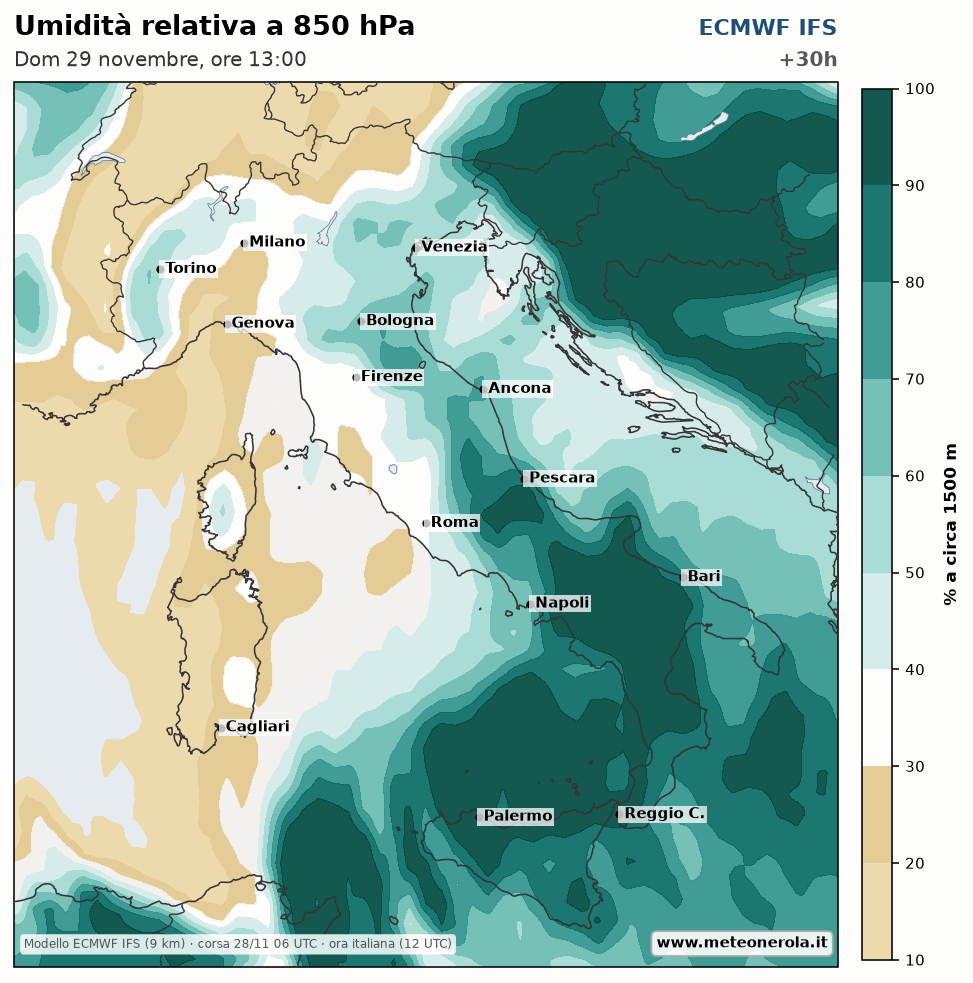 Umidità relativa a 850 hPa
ECMWF IFS
Dom 29 novembre, ore 13:00
+30h
100
90
80
70
60
50
40
30
20
10
% a circa 1500 m
Milano
Venezia
Torino
Bologna
Genova
Firenze
Ancona
Pescara
Roma
Bari
Napoli
Cagliari
Palermo
Reggio C.
Modello ECMWF IFS (9 km) · corsa 28/11 06 UTC · ora italiana (12 UTC)
www.meteonerola.it